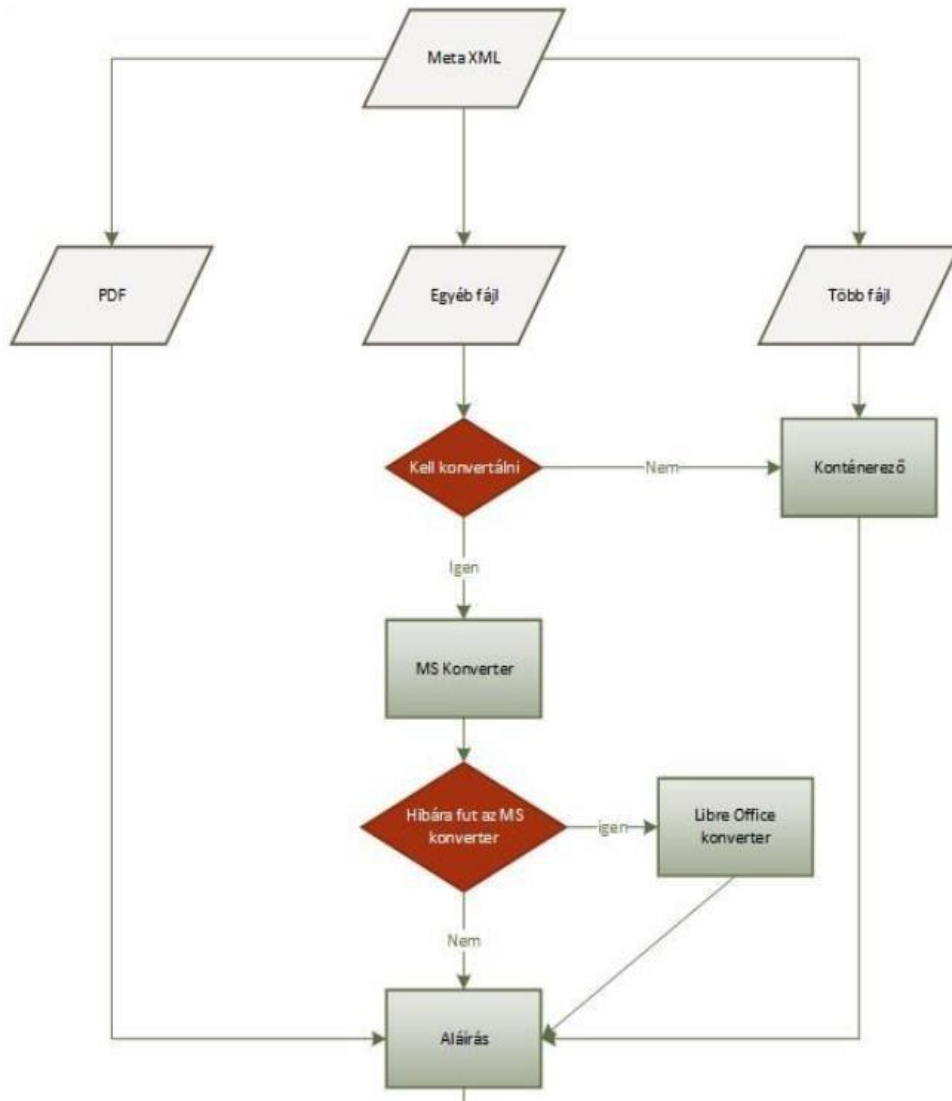 Meta XML
PDF
Egyéb fájl
Több fájl
Kell konvertálni
Nem
Konténerező
Igen
MS Konverter
Hibára fut az MS
konverter
igen
Libre Office
konverter
Nem
Aláírás